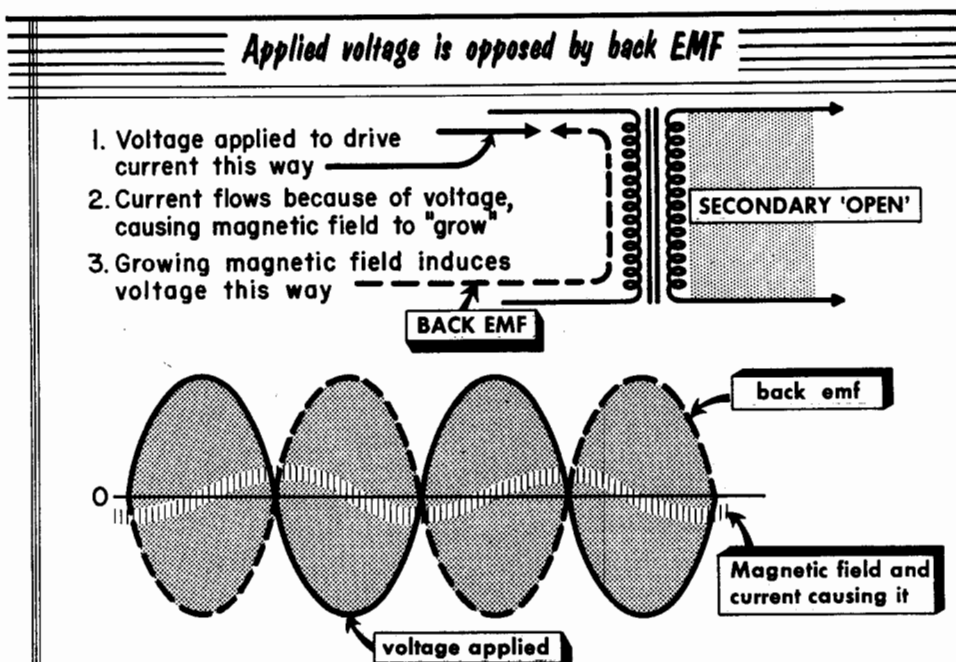 Applied voltage is opposed by back EMF
1. Voltage applied to drive
current this way
2. Current flows because of voltage,
causing magnetic field to "grow"
3. Growing magnetic field induces
voltage this way
SECONDARY 'OPEN'
BACK EMF
back emf
0
Magnetic field and
current causing it
voltage applied